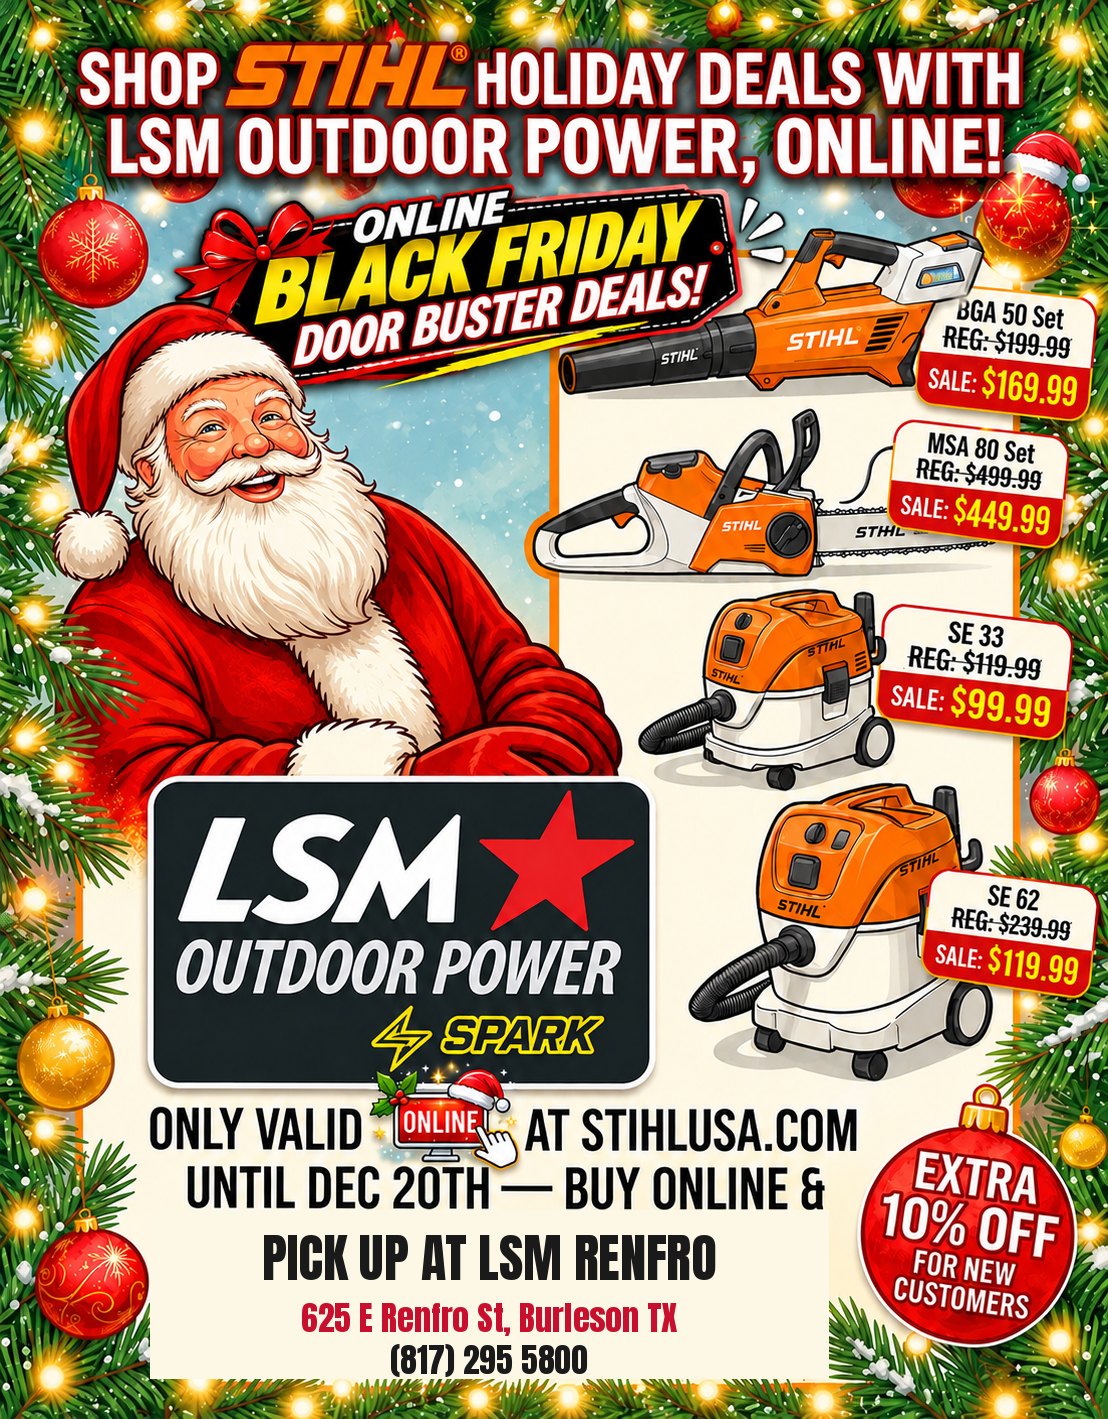 SHOP STIHL® HOLIDAY DEALS WITH
LSM OUTDOOR POWER, ONLINE!
ONLINE
BLACK FRIDAY
DOOR BUSTER DEALS!
STIHL
STIHL
BGA 50 Set
REG: $199.99
SALE: $169.99
MSA 80 Set
REG: $499.99
SALE: $449.99
STIHL
STIHL
SE 33
REG: $119.99
SALE: $99.99
STIHL
STIHL
SE 62
REG: $239.99
SALE: $119.99
STIHL
STIHL
LSM
OUTDOOR POWER
SPARK
ONLY VALID ONLINE AT STIHLUSA.COM
UNTIL DEC 20TH — BUY ONLINE &
PICK UP AT LSM RENFRO
625 E Renfro St, Burleson TX
(817) 295 5800
EXTRA
10% OFF
FOR NEW
CUSTOMERS